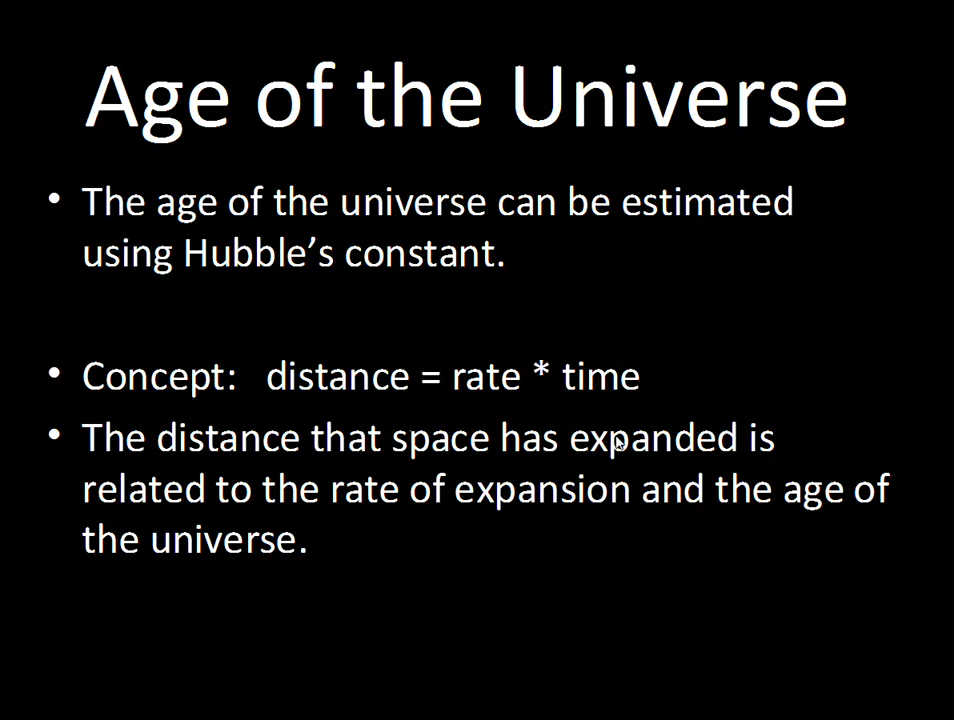 Age of the Universe
• The age of the universe can be estimated
using Hubble’s constant.
• Concept: distance = rate * time
• The distance that space has expanded is
related to the rate of expansion and the age of
the universe.